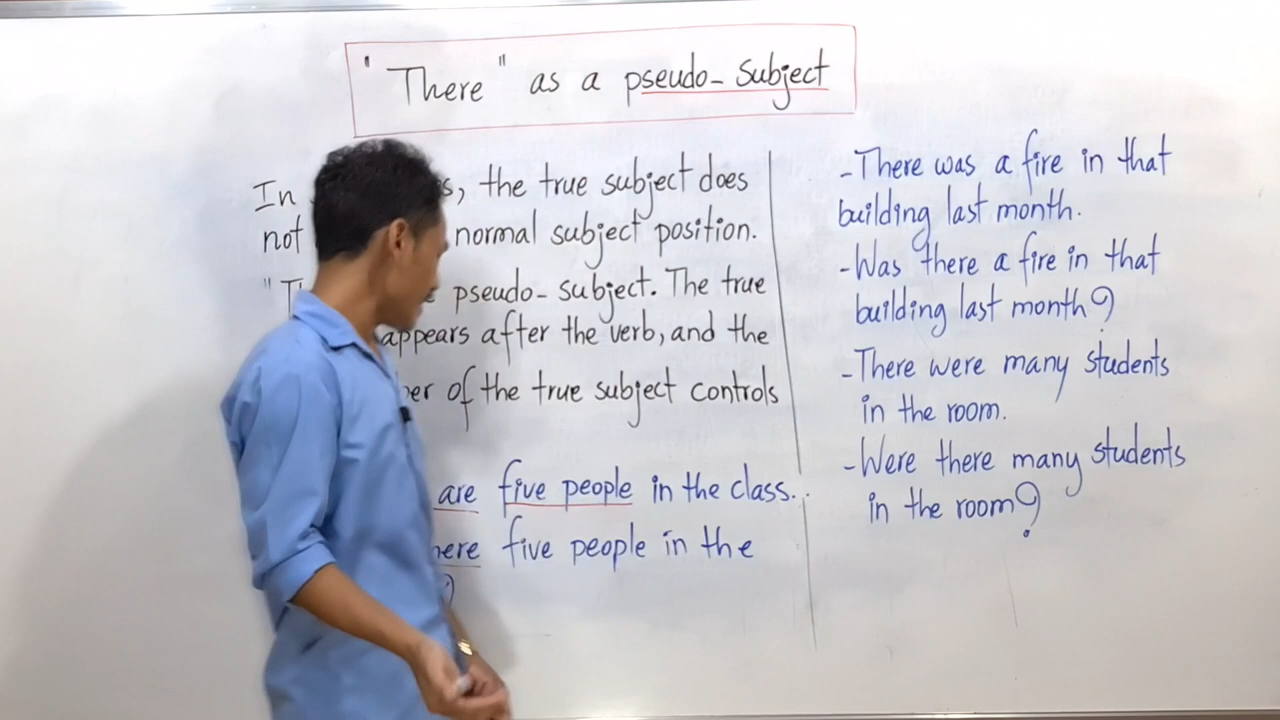 "There" as a pseudo-Subject
In , the true subject does
not normal subject position.
" pseudo-subject. The true
appears after the verb, and the
of the true subject controls
are five people in the class.
five people in the
-There was a fire in that
building last month.
-Was there a fire in that
building last month?
-There were many students
in the room.
-Were there many students
in the room?